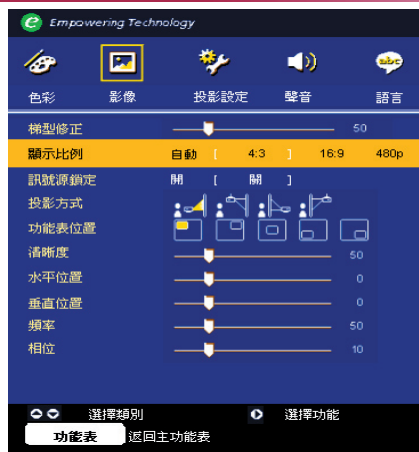 Empowering Technology
色彩 影像 投影設定 聲音 abc 語言
梯型修正 50
顯示比例 自動 [ 4:3 ] 16:9 480p
訊號源鎖定 開 [ 關 ]
投影方式
功能表位置
清晰度 50
水平位置 0
垂直位置 0
頻率 50
相位 10
選擇類別 選擇功能
功能表 返回主功能表